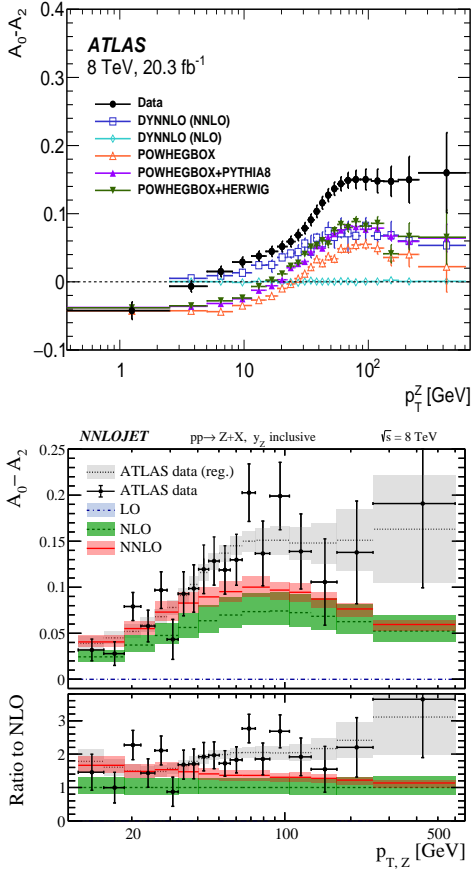 A₀-A₂
0.4
ATLAS
8 TeV, 20.3 fb⁻¹
0.3
Data
DYNNLO (NNLO)
DYNNLO (NLO)
POWHEGBOX
POWHEGBOX+PYTHIA8
POWHEGBOX+HERWIG
0.2
0.1
0
−0.1
1 10 10²
p_T^Z [GeV]
NNLOJET pp→ Z+X, y_Z inclusive √s = 8 TeV
A₀− A₂
0.25
ATLAS data (reg.)
ATLAS data
LO
NLO
NNLO
0.2
0.15
0.1
0.05
0.0
Ratio to NLO
3
2
1
0
20 100 500
p_T, Z [GeV]